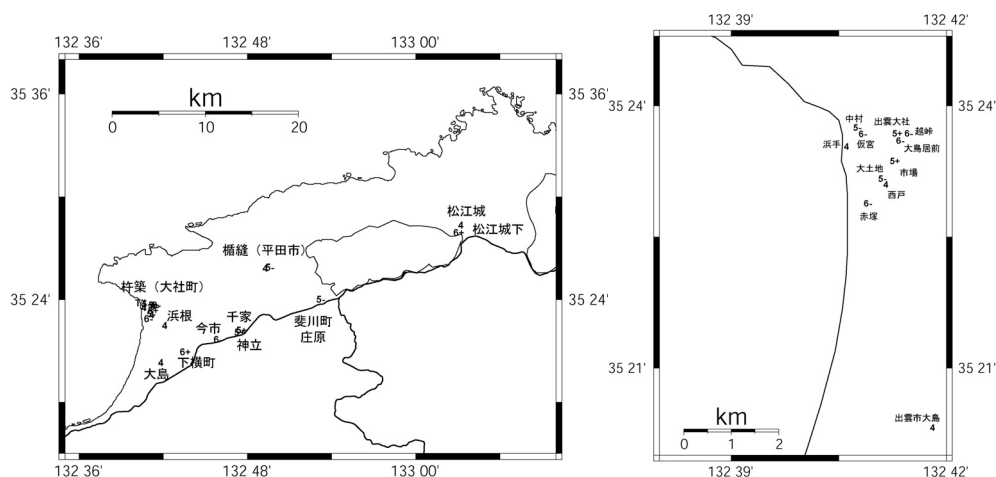 132 36'
132 48'
133 00'
35 36'
35 36'
km
0
10
20
松江城
4
6+
松江城下
楯縫（平田市）
4
5-
35 24'
35 24'
杵築（大社町）
6-
浜根
4
千家
今市
6
5+
神立
5-
斐川町
庄原
6+
下横町
4
大島
132 36'
132 48'
133 00'
132 39'
132 42'
35 24'
35 24'
中村
5-
6-
仮宮
浜手
4
出雲大社
5+
6-
越峠
6-
大鳥居前
5+
市場
大土地
5-
4
西戸
6-
赤塚
35 21'
35 21'
出雲市大島
4
km
0
1
2
132 39'
132 42'